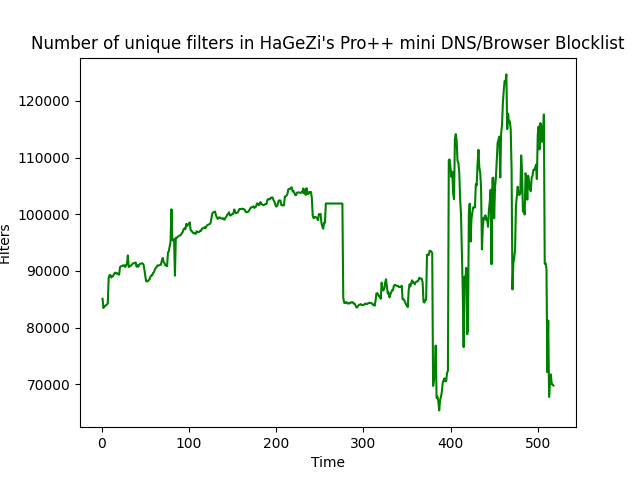 Number of unique filters in HaGeZi's Pro++ mini DNS/Browser Blocklist
Filters
120000
110000
100000
90000
80000
70000
0 100 200 300 400 500
Time